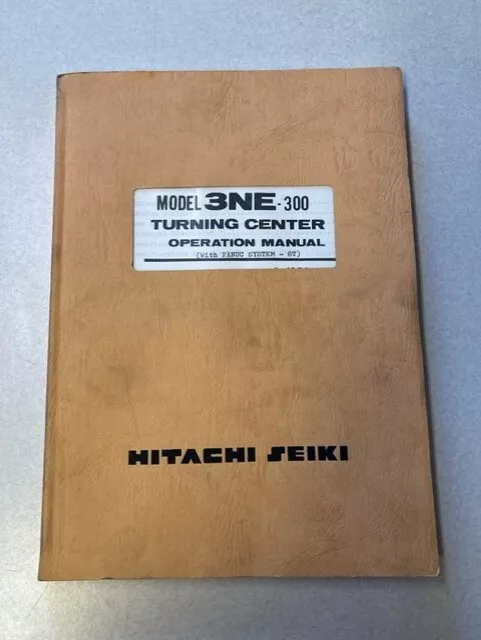 MODEL 3NE-300
TURNING CENTER
OPERATION MANUAL
(with FANUC SYSTEM - 6T)
HITACHI SEIKI